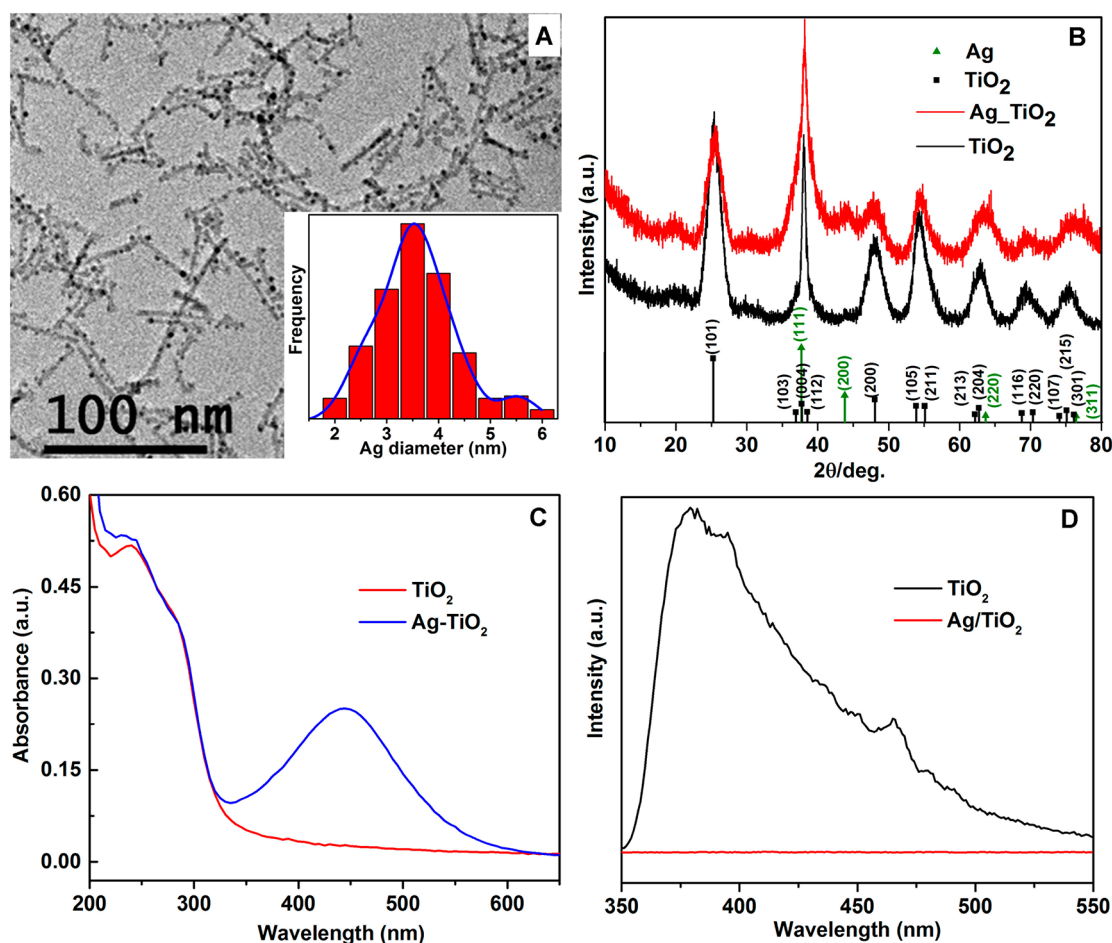 A
100 nm
Frequency
2 3 4 5 6
Ag diameter (nm)
B
Ag
TiO₂
Ag_TiO₂
TiO₂
Intensity (a.u.)
(101)
(103)
(111)
(004)
(112)
(200)
(200)
(105)
(211)
(213)
(204)
(220)
(116)
(220)
(107)
(215)
(301)
(311)
10 20 30 40 50 60 70 80
2θ/deg.
C
TiO₂
Ag-TiO₂
Absorbance (a.u.)
0.60
0.45
0.30
0.15
0.00
200 300 400 500 600
Wavelength (nm)
D
TiO₂
Ag/TiO₂
Intensity (a.u.)
350 400 450 500 550
Wavelength (nm)